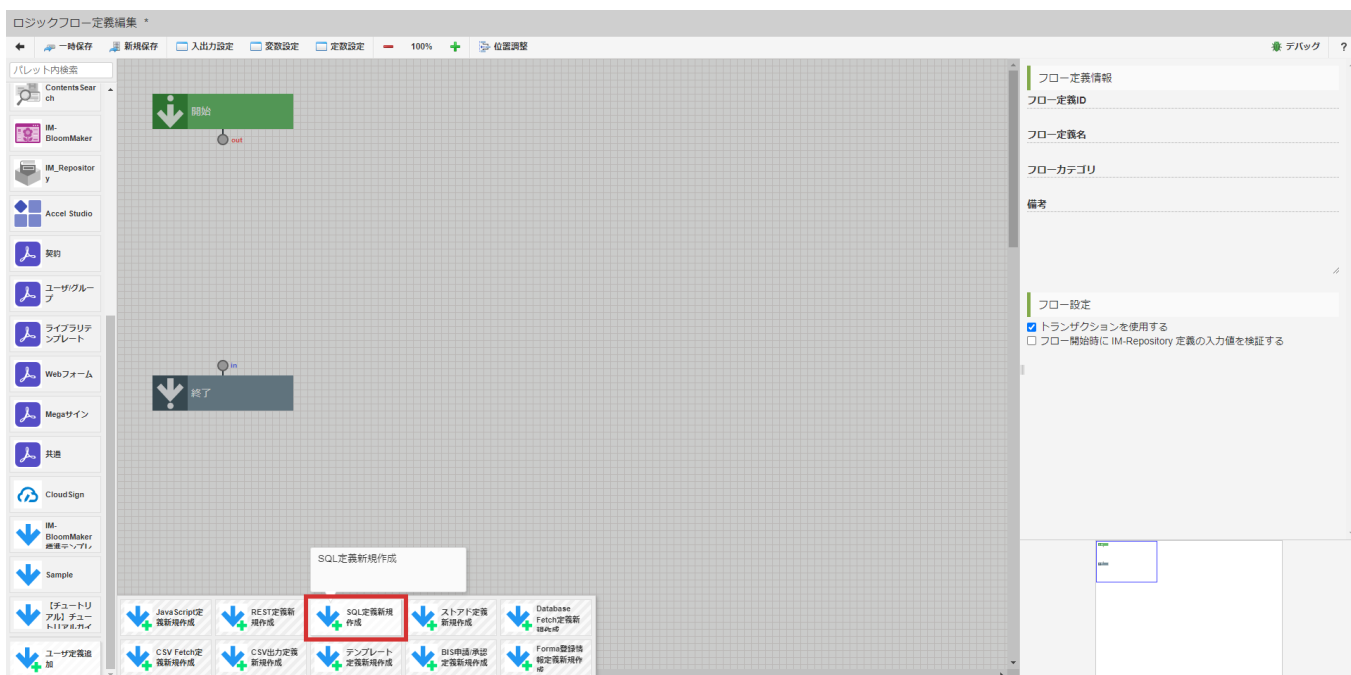 ロジックフロー定義編集 *
一時保存 新規保存 入出力設定 変数設定 定数設定 100% 位置調整 デバッグ ?
パレット内検索
Contents Sear
ch
IM-
BloomMaker
IM_Repositor
y
Accel Studio
契約
ユーザ/グルー
プ
ライブラリテ
ンプレート
Webフォーム
Megaサイン
共通
CloudSign
IM-
BloomMaker
標準テンプレ
Sample
【チュートリ
アル】チュー
トリアルガイ
ユーザ定義追
加
開始
out
in
終了
SQL定義新規作成
JavaScript定
義新規作成
REST定義新
規作成
SQL定義新規
作成
ストアド定義
新規作成
Database
Fetch定義新
規作成
CSV Fetch定
義新規作成
CSV出力定義
新規作成
テンプレート
定義新規作成
BIS申請/承認
定義新規作成
Forma登録情
報定義新規作
成
フロー定義情報
フロー定義ID
フロー定義名
フローカテゴリ
備考
フロー設定
トランザクションを使用する
フロー開始時に IM-Repository 定義の入力値を検証する